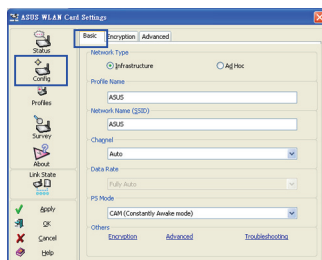 ASUS WLAN Card Settings
Status
Config
Profiles
Survey
About
Link State
Apply
OK
Cancel
Help
Basic Encryption Advanced
Network Type
Infrastructure Ad Hoc
Profile Name
ASUS
Network Name (SSID)
ASUS
Channel
Auto
Data Rate
Fully Auto
PS Mode
CAM (Constantly Awake mode)
Others
Encryption Advanced Troubleshooting